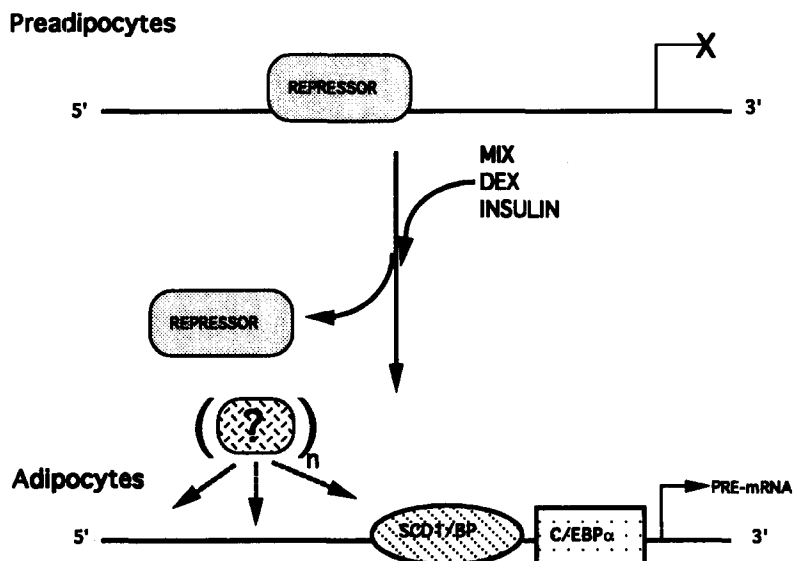 Preadipocytes
X
REPRESSOR
5'
3'
MIX
DEX
INSULIN
REPRESSOR
( ? )n
Adipocytes
PRE-mRNA
5'
SCD1/BP
C/EBPα
3'